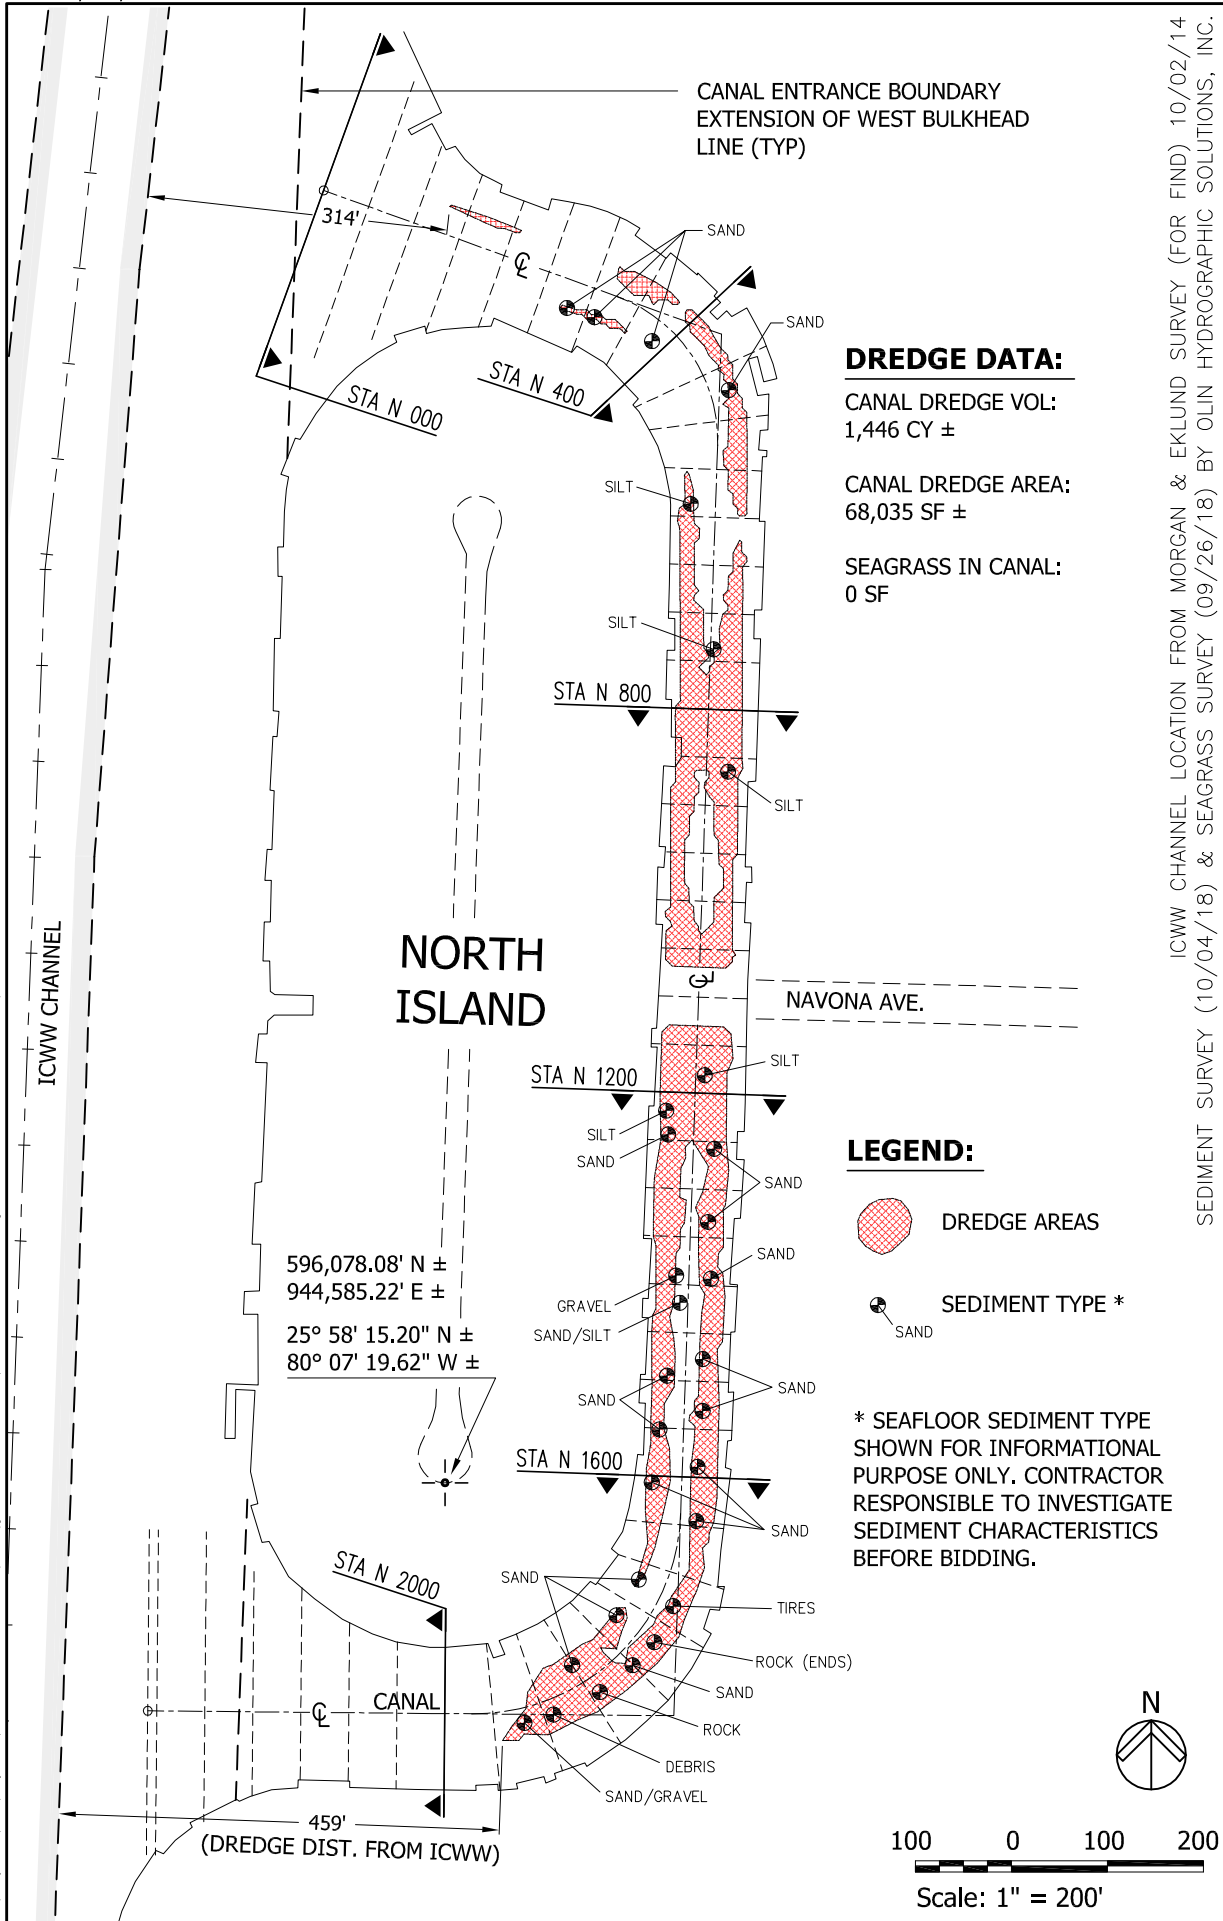 CANAL ENTRANCE BOUNDARY
EXTENSION OF WEST BULKHEAD
LINE (TYP)
314'
SAND
℄
SAND
STA N 000
STA N 400
DREDGE DATA:
CANAL DREDGE VOL:
1,446 CY ±
CANAL DREDGE AREA:
68,035 SF ±
SEAGRASS IN CANAL:
0 SF
SILT
SILT
STA N 800
SILT
NORTH
ISLAND
ICWW CHANNEL
℄
NAVONA AVE.
SILT
STA N 1200
SILT
SAND
SAND
SAND
GRAVEL
SAND/SILT
596,078.08' N ±
944,585.22' E ±
25° 58' 15.20" N ±
80° 07' 19.62" W ±
SAND
SAND
STA N 1600
SAND
STA N 2000
SAND
TIRES
ROCK (ENDS)
SAND
ROCK
DEBRIS
SAND/GRAVEL
℄
CANAL
459'
(DREDGE DIST. FROM ICWW)
LEGEND:
DREDGE AREAS
SEDIMENT TYPE *
SAND
* SEAFLOOR SEDIMENT TYPE
SHOWN FOR INFORMATIONAL
PURPOSE ONLY. CONTRACTOR
RESPONSIBLE TO INVESTIGATE
SEDIMENT CHARACTERISTICS
BEFORE BIDDING.
N
100 0 100 200
Scale: 1" = 200'
ICWW CHANNEL LOCATION FROM MORGAN & EKLUND SURVEY (FOR FIND) 10/02/14
SEDIMENT SURVEY (10/04/18) & SEAGRASS SURVEY (09/26/18) BY OLIN HYDROGRAPHIC SOLUTIONS, INC.